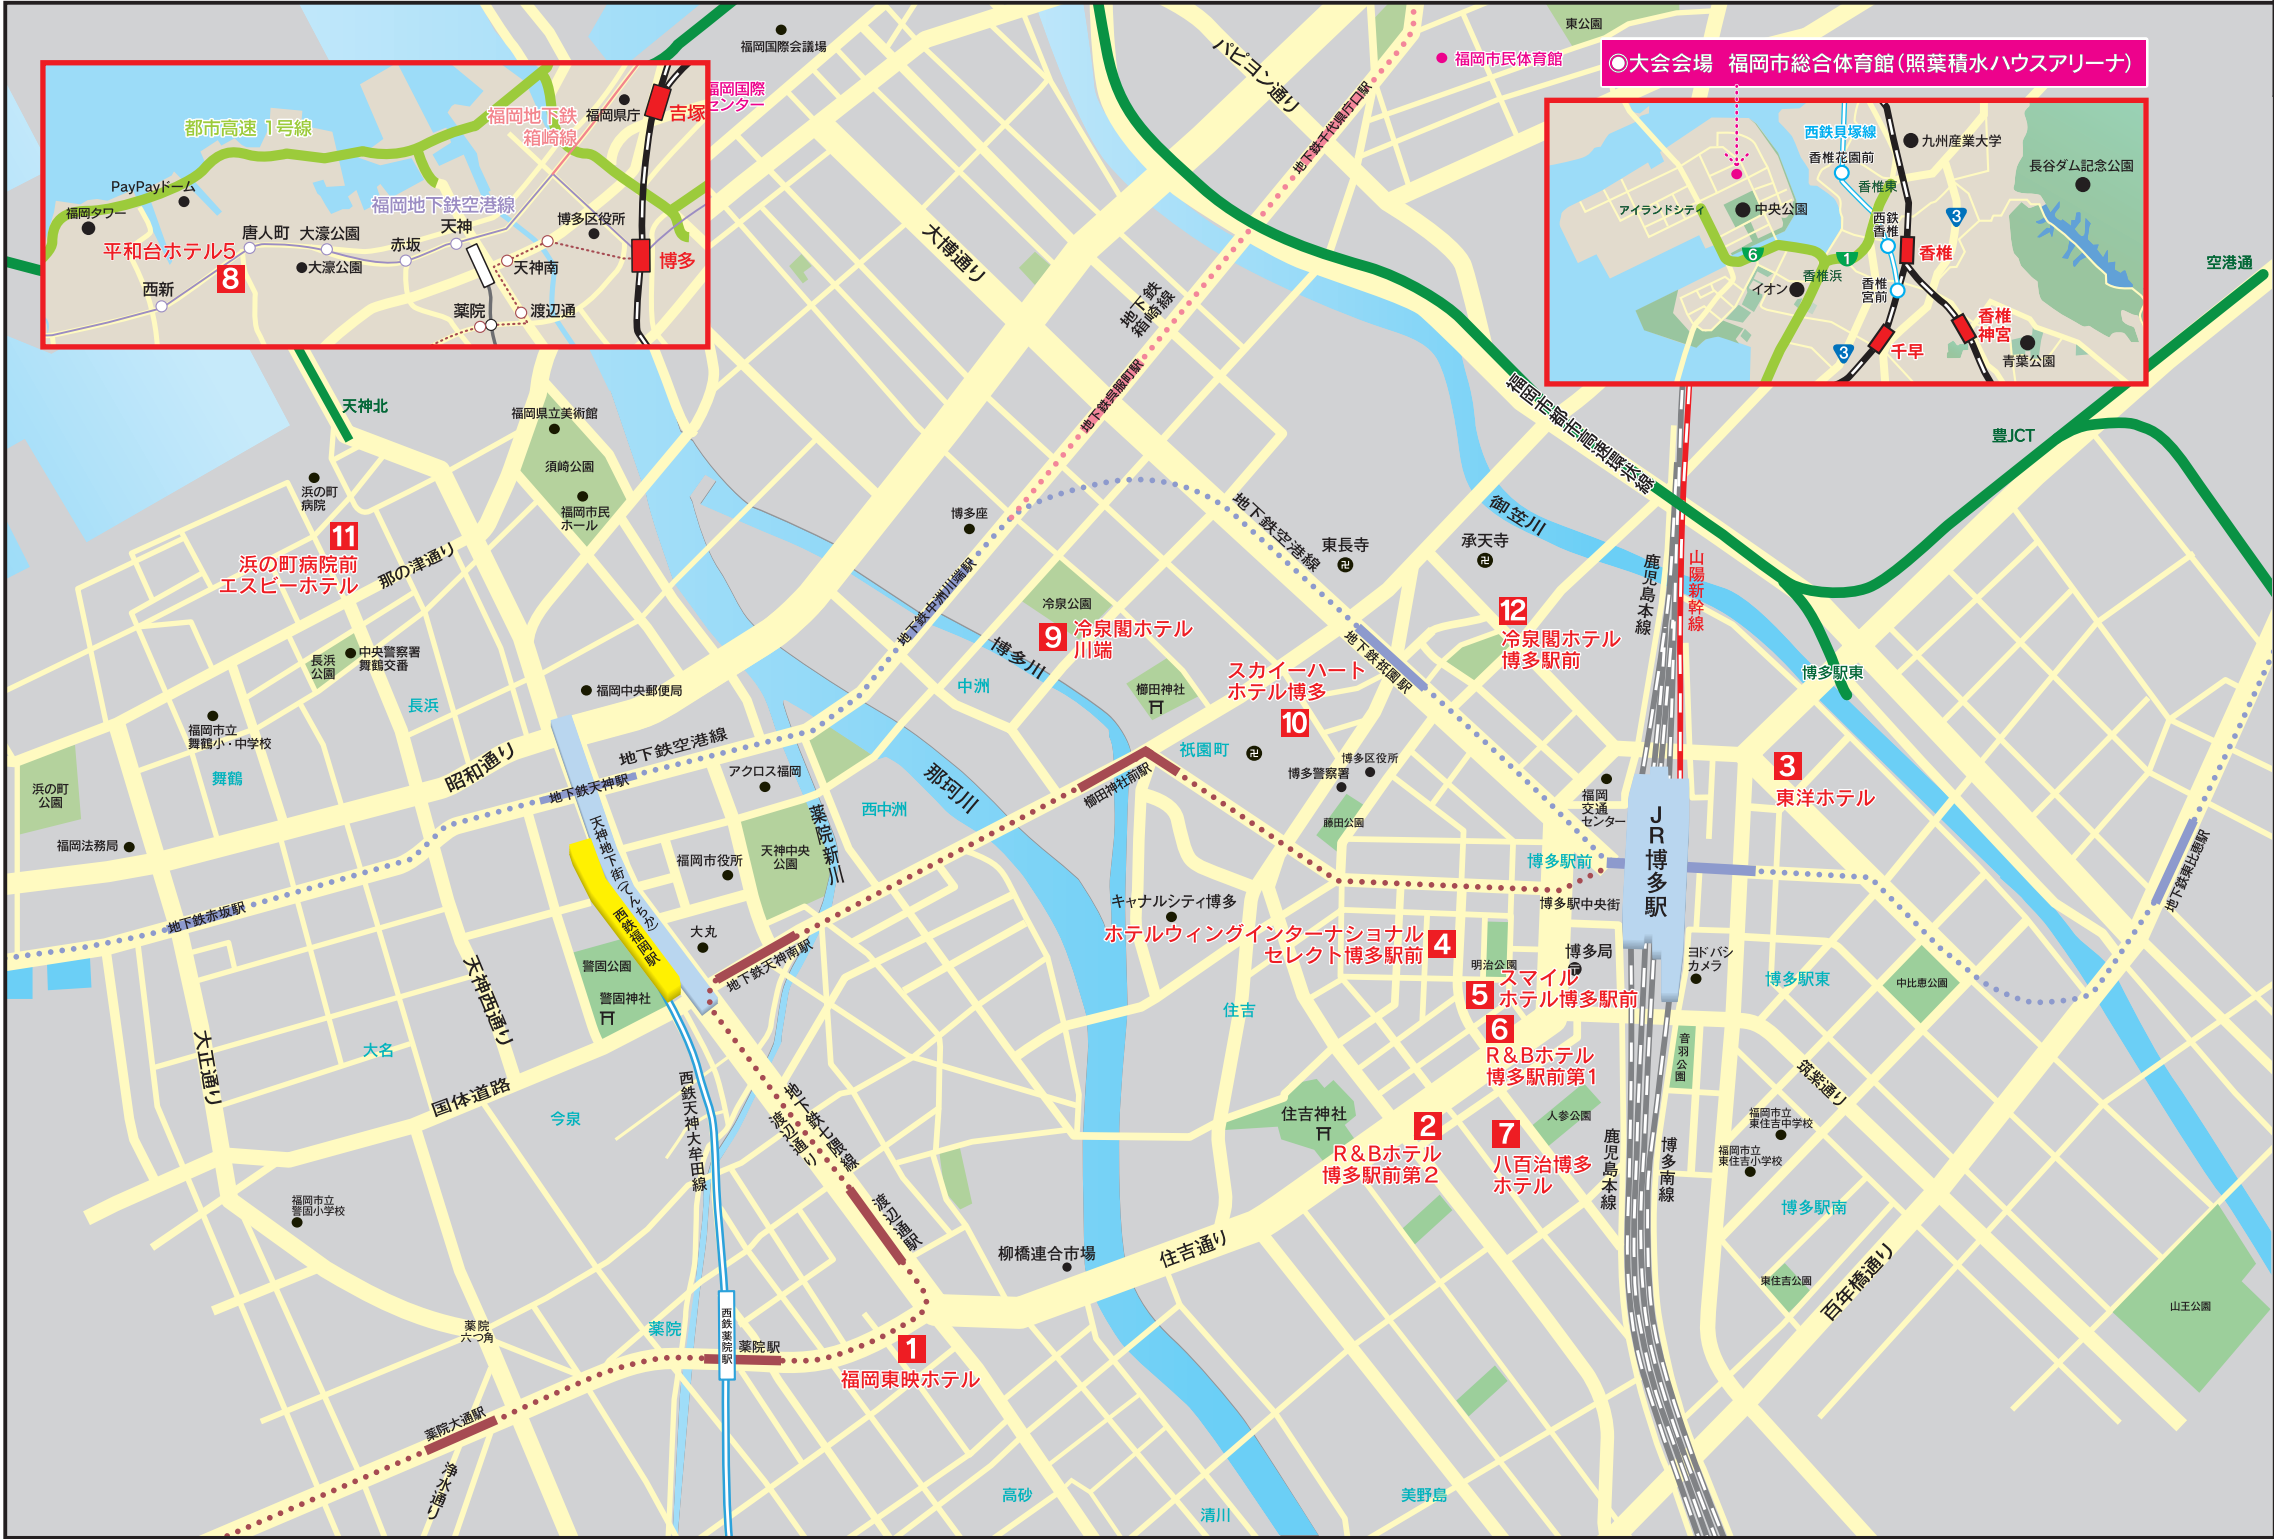 福岡国際会議場
福岡国際
センター
パピヨン通り
東公園
福岡市民体育館
◉大会会場 福岡市総合体育館(照葉積水ハウスアリーナ)
都市高速 1号線
福岡地下鉄
箱崎線
福岡県庁
吉塚
PayPayドーム
福岡タワー
福岡地下鉄空港線
天神
博多区役所
平和台ホテル5
8
唐人町
大濠公園
赤坂
大濠公園
天神南
博多
西新
薬院
渡辺通
西鉄貝塚線
香椎花園前
九州産業大学
長谷ダム記念公園
香椎東
アイランドシティ
中央公園
西鉄
香椎
3
香椎
6
1
香椎浜
イオン
香椎
宮前
香椎
神宮
3
千早
青葉公園
空港通
豊JCT
地下鉄千代県庁口駅
大博通り
地下鉄
箱崎線
地下鉄呉服町駅
福岡市都市高速環状線
天神北
福岡県立美術館
須崎公園
福岡市民
ホール
浜の町
病院
11
浜の町病院前
エスビーホテル
那の津通り
博多座
地下鉄中洲川端駅
地下鉄空港線
東長寺
承天寺
御笠川
鹿児島本線
山陽新幹線
冷泉公園
9
冷泉閣ホテル
川端
12
冷泉閣ホテル
博多駅前
地下鉄祇園駅
博多駅東
長浜
公園
中央警察署
舞鶴交番
長浜
福岡中央郵便局
博多川
中洲
櫛田神社
スカイーハート
ホテル博多
10
福岡市立
舞鶴小・中学校
舞鶴
昭和通り
地下鉄空港線
祇園町
博多区役所
博多警察署
藤田公園
福岡
交通
センター
3
東洋ホテル
浜の町
公園
福岡法務局
地下鉄天神駅
アクロス福岡
那珂川
西中洲
薬院新川
櫛田神社前駅
JR博多駅
地下鉄東比恵駅
天神地下街(てんちか)
西鉄福岡駅
福岡市役所
天神中央
公園
博多駅前
博多駅中央街
地下鉄赤坂駅
大丸
警固公園
警固神社
地下鉄天神南駅
キャナルシティ博多
ホテルウィングインターナショナル
セレクト博多駅前
4
明治公園
博多局
ヨドバシ
カメラ
博多駅東
中比恵公園
5
スマイル
ホテル博多駅前
住吉
6
R&Bホテル
博多駅前第1
音羽公園
天神西通り
大正通り
大名
国体道路
今泉
西鉄天神大牟田線
地下鉄七隈線
渡辺通り
住吉神社
2
R&Bホテル
博多駅前第2
7
八百治博多
ホテル
人参公園
筑紫通り
福岡市立
東住吉中学校
福岡市立
東住吉小学校
鹿児島本線
博多南線
博多駅南
福岡市立
警固小学校
渡辺通駅
柳橋連合市場
住吉通り
東住吉公園
百年橋通り
山王公園
薬院
六つ角
薬院
西鉄薬院駅
薬院駅
1
福岡東映ホテル
薬院大通駅
浄水通り
高砂
清川
美野島